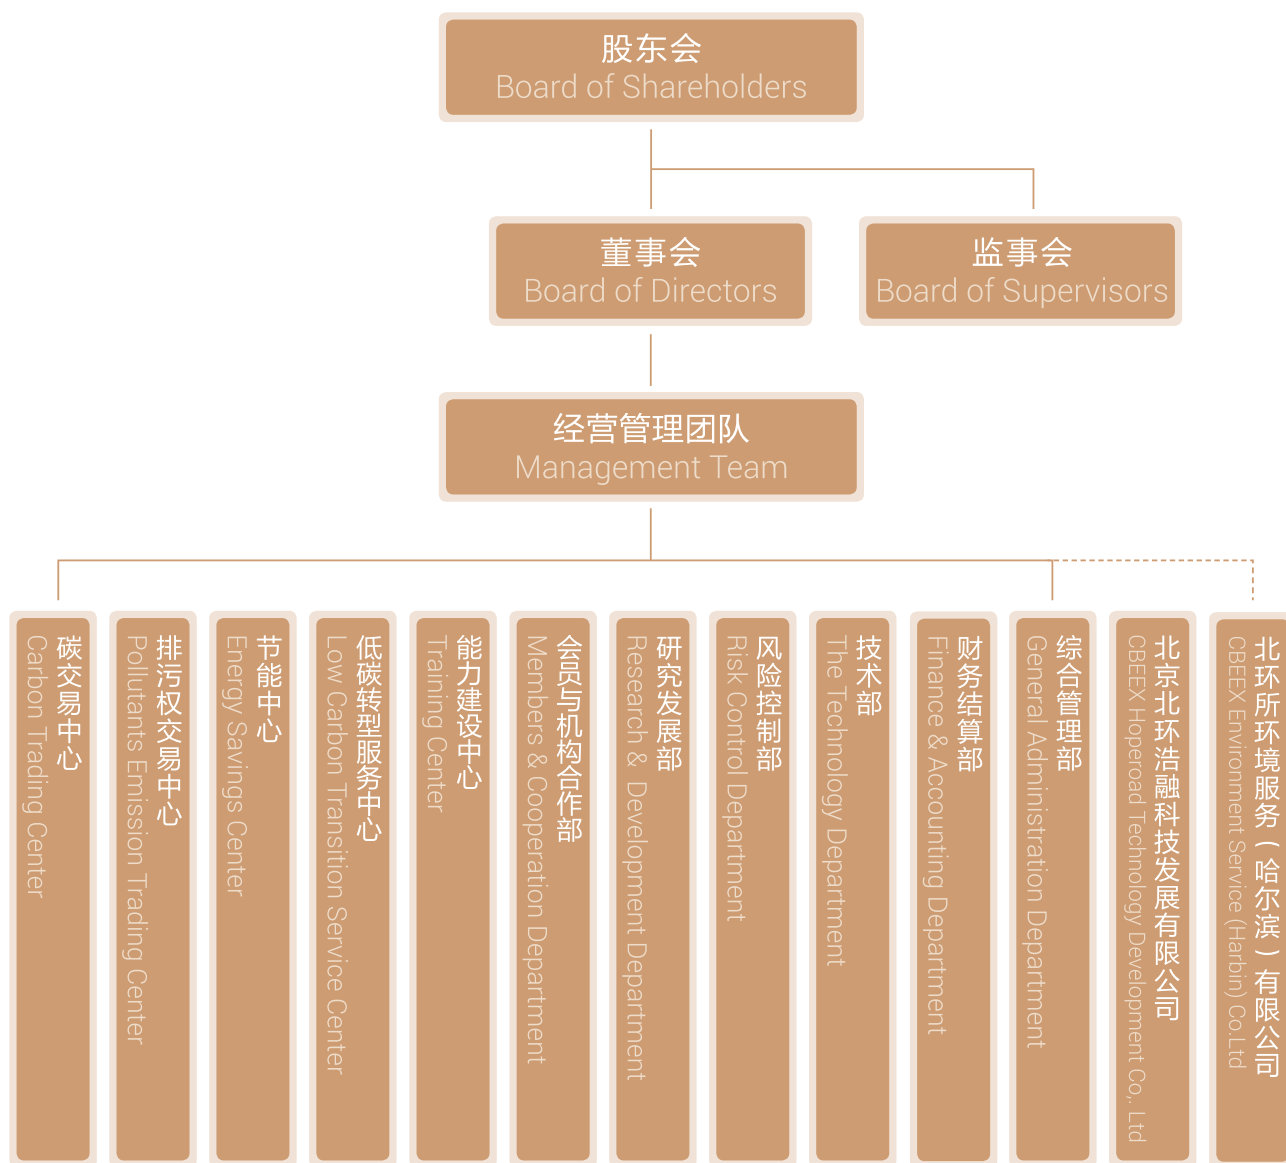 股东会
Board of Shareholders
董事会
Board of Directors
监事会
Board of Supervisors
经营管理团队
Management Team
碳交易中心
Carbon Trading Center
排污权交易中心
Pollutants Emission Trading Center
节能中心
Energy Savings Center
低碳转型服务中心
Low Carbon Transition Service Center
能力建设中心
Training Center
会员与机构合作部
Members & Cooperation Department
研究发展部
Research & Development Department
风险控制部
Risk Control Department
技术部
The Technology Department
财务结算部
Finance & Accounting Department
综合管理部
General Administration Department
北京北环浩融科技发展有限公司
CBEEX Hoperoad Technology Development Co,. Ltd
北环所环境服务（哈尔滨）有限公司
CBEEX Environment Service (Harbin) Co.Ltd